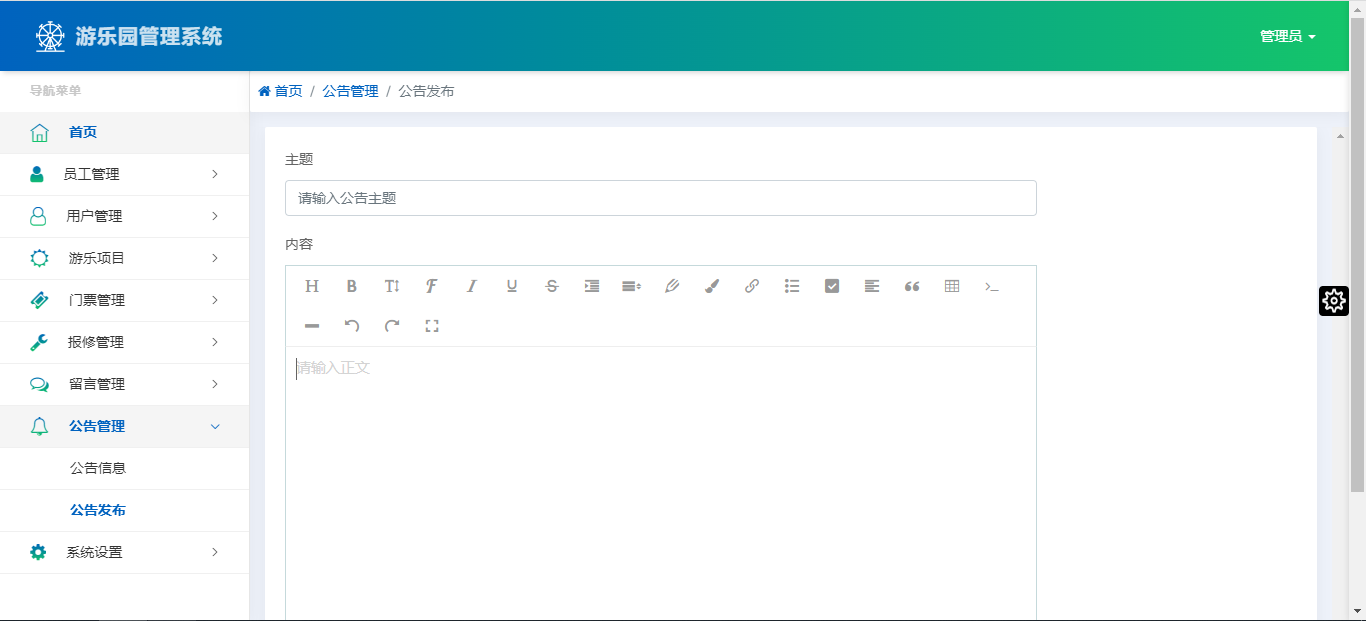 游乐园管理系统
管理员
导航菜单
首页 / 公告管理 / 公告发布
首页
员工管理
用户管理
游乐项目
门票管理
报修管理
留言管理
公告管理
公告信息
公告发布
系统设置
主题
请输入公告主题
内容
请输入正文